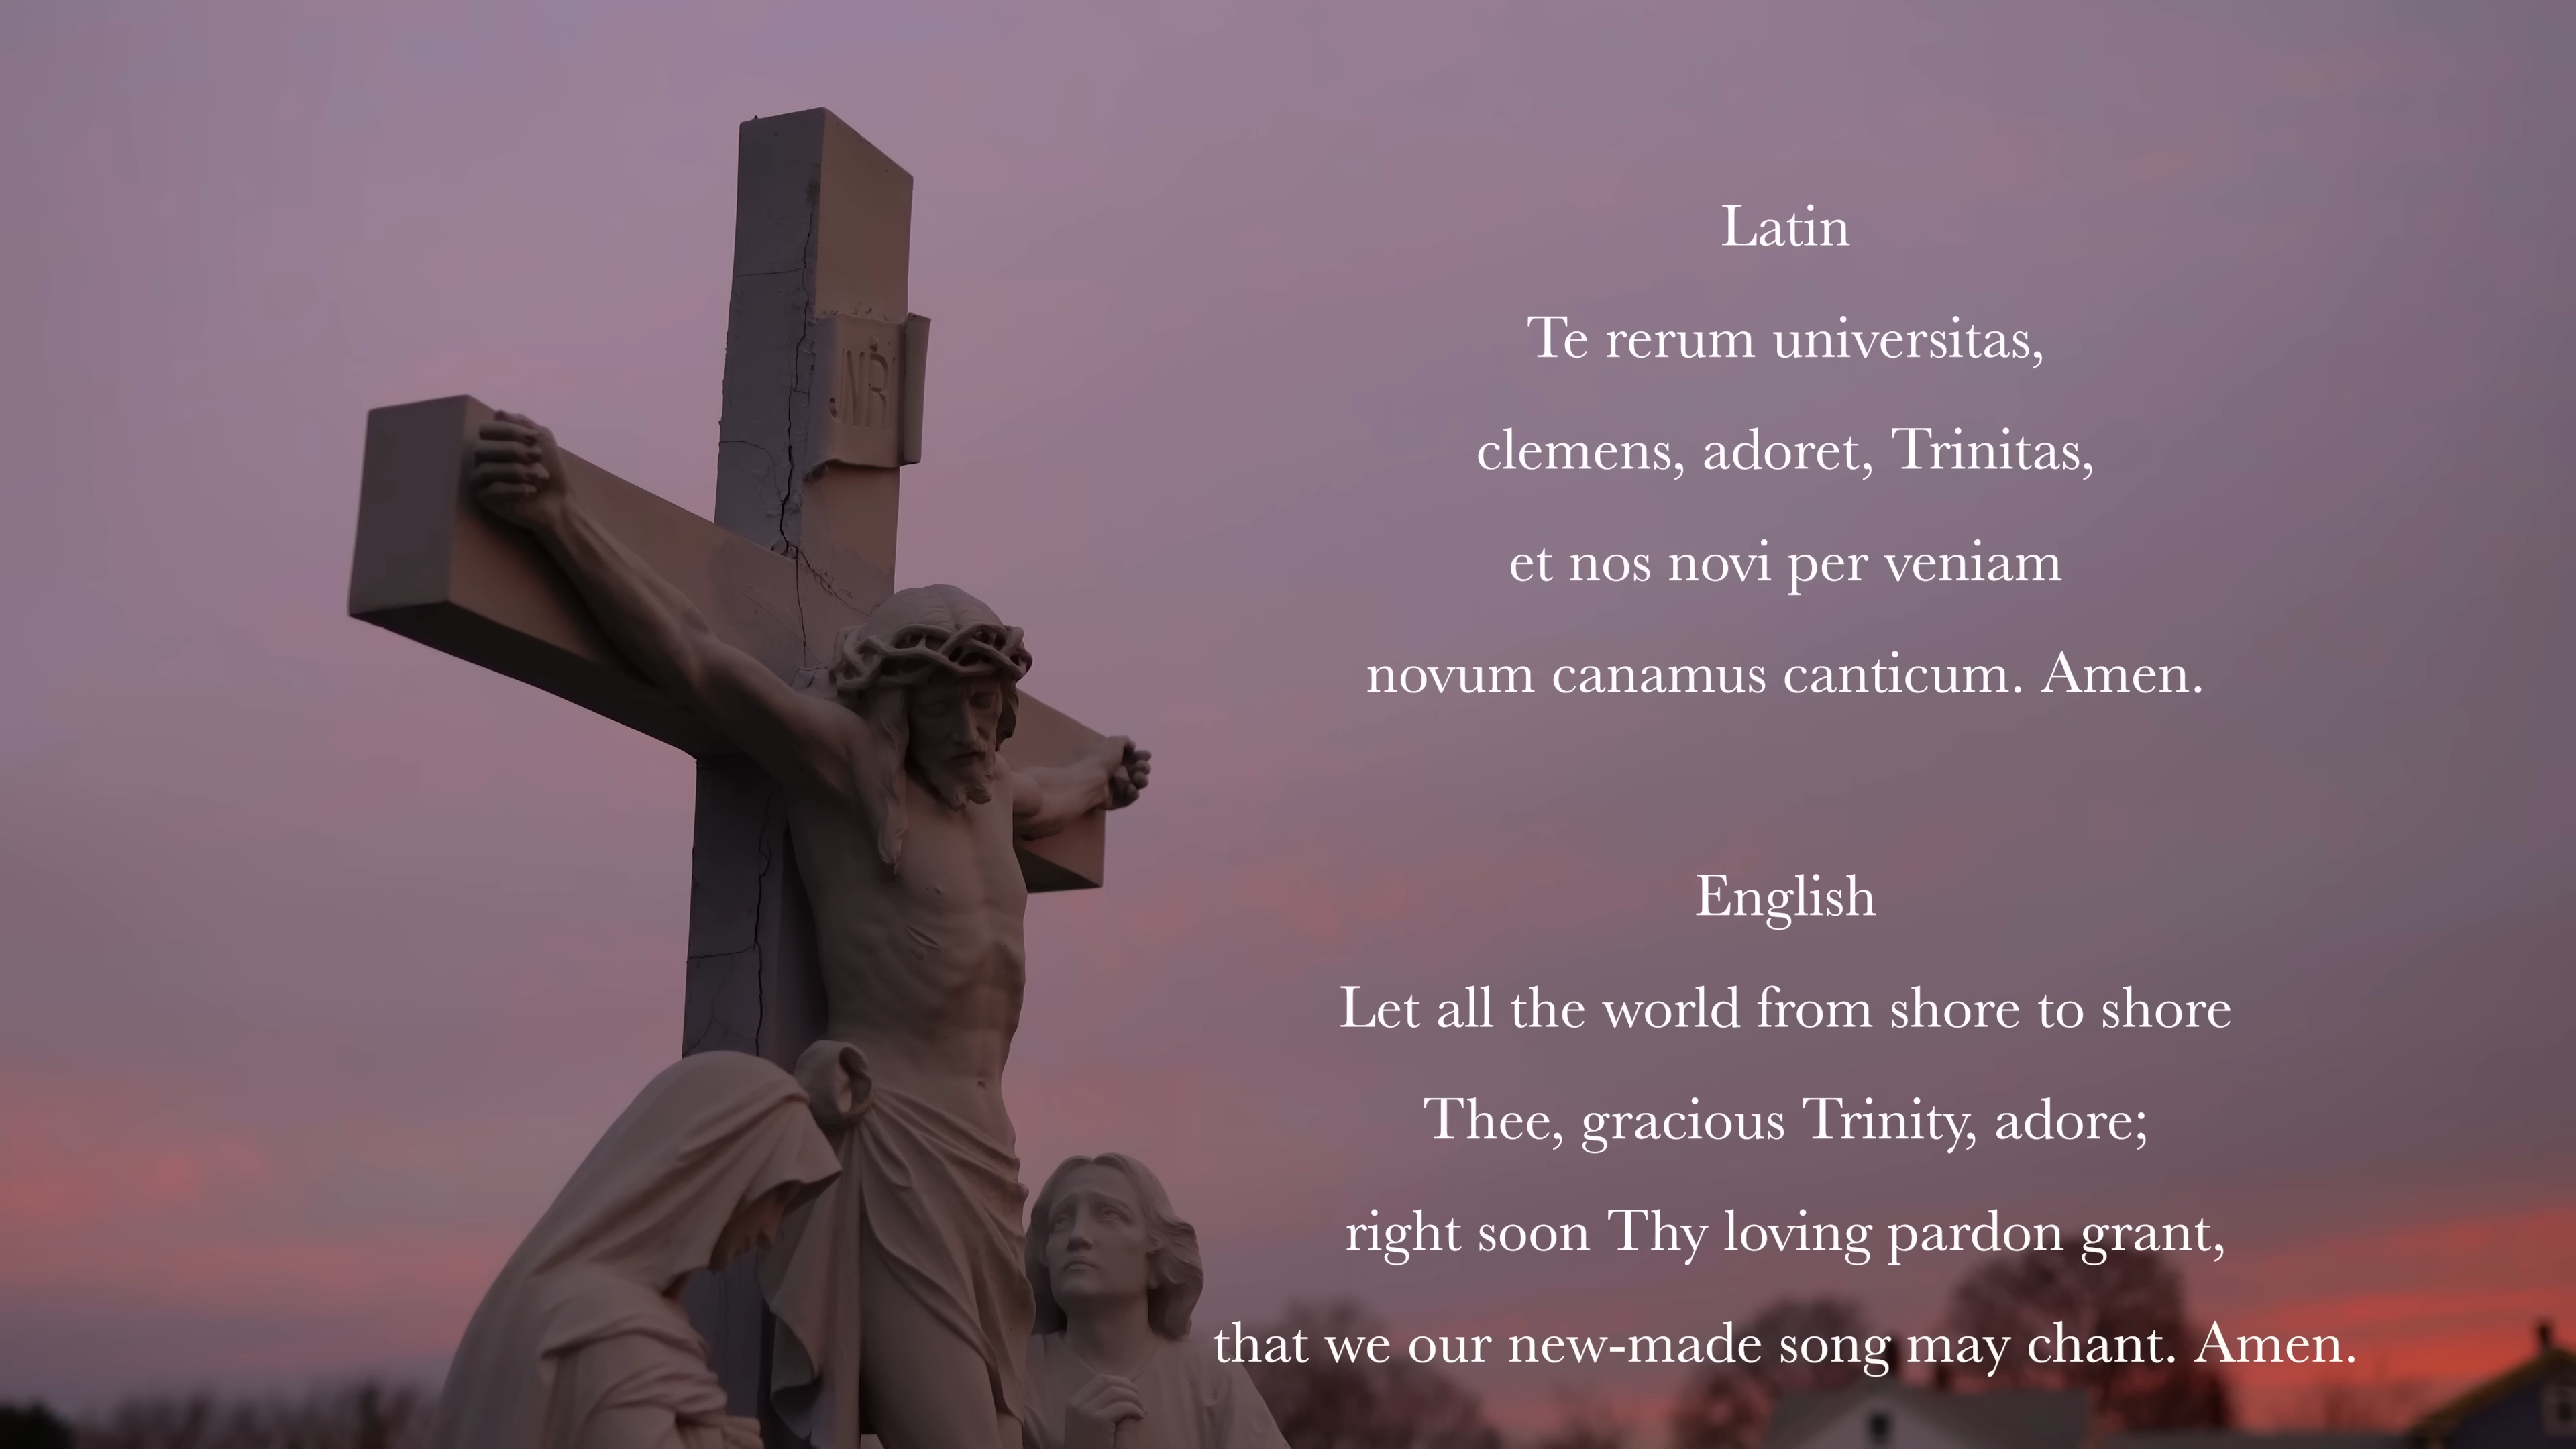 JNRI
Latin
Te rerum universitas,
clemens, adoret, Trinitas,
et nos novi per veniam
novum canamus canticum. Amen.
English
Let all the world from shore to shore
Thee, gracious Trinity, adore;
right soon Thy loving pardon grant,
that we our new-made song may chant. Amen.